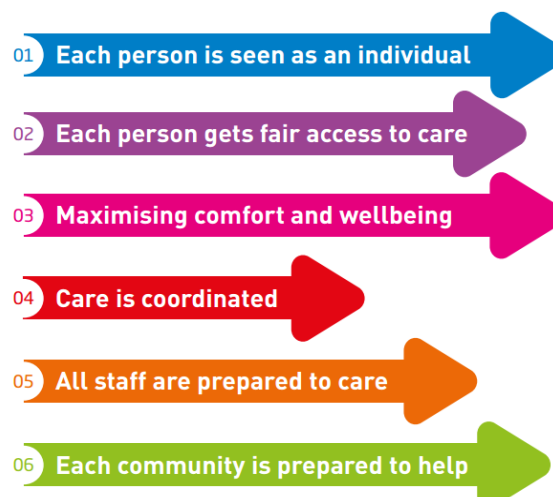 01 Each person is seen as an individual
02 Each person gets fair access to care
03 Maximising comfort and wellbeing
04 Care is coordinated
05 All staff are prepared to care
06 Each community is prepared to help